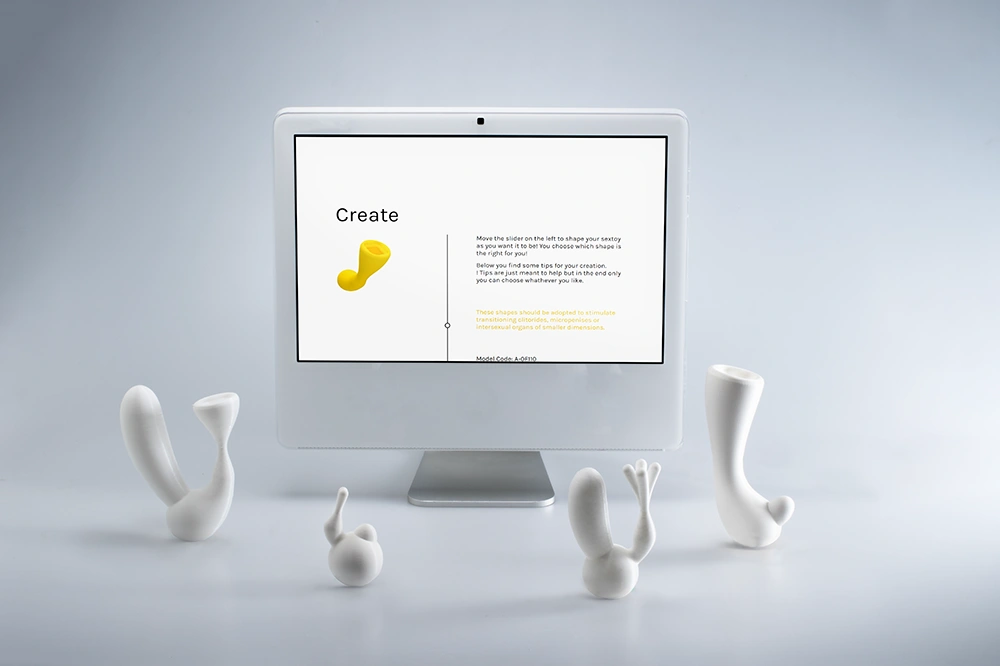 Create
Move the slider on the left to shape your sextoy
as you want it to be! You choose which shape is
the right for you!
Below you find some tips for your creation.
! Tips are just meant to help but in the end only
you can choose whathever you like.
These shapes should be adopted to stimulate
transitioning clitorides, micropenises or
intersexual organs of smaller dimensions.
Model Code: A-OF110